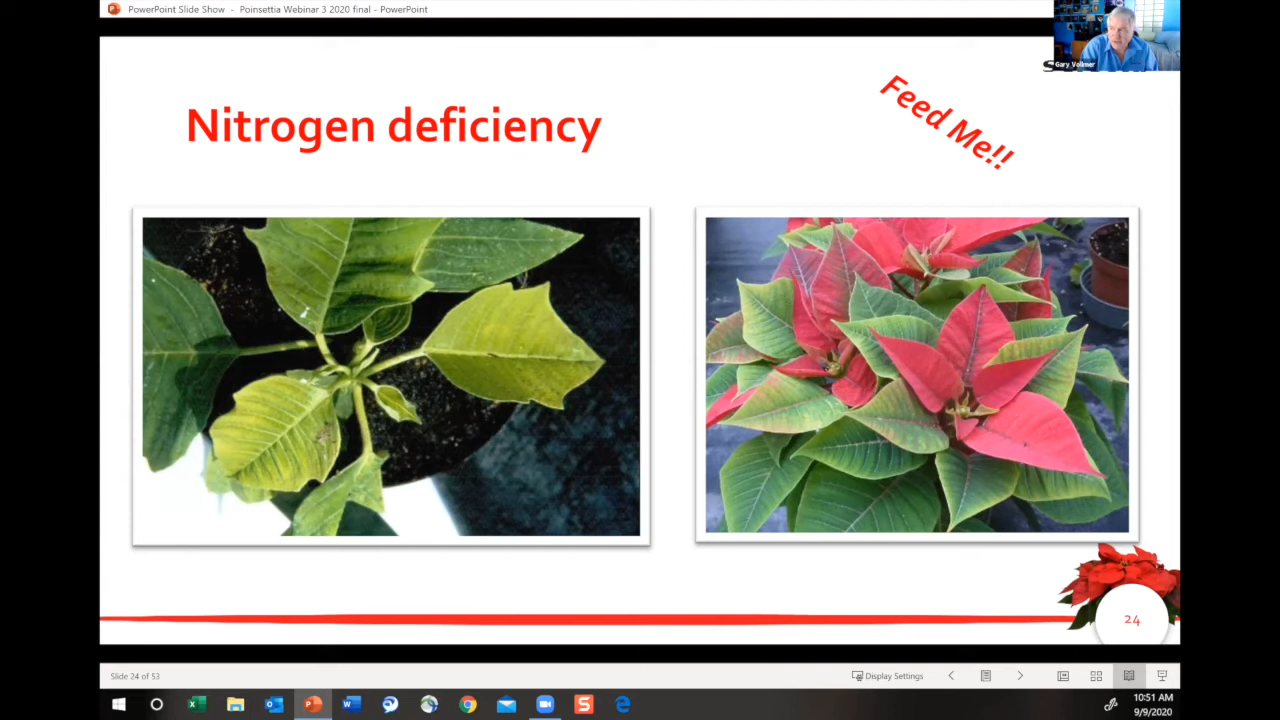 PowerPoint Slide Show - Poinsettia Webinar 3 2020 final - PowerPoint
Gary Vollmer
Nitrogen deficiency
Feed Me!!
24
Slide 24 of 53
Display Settings
10:51 AM
9/9/2020